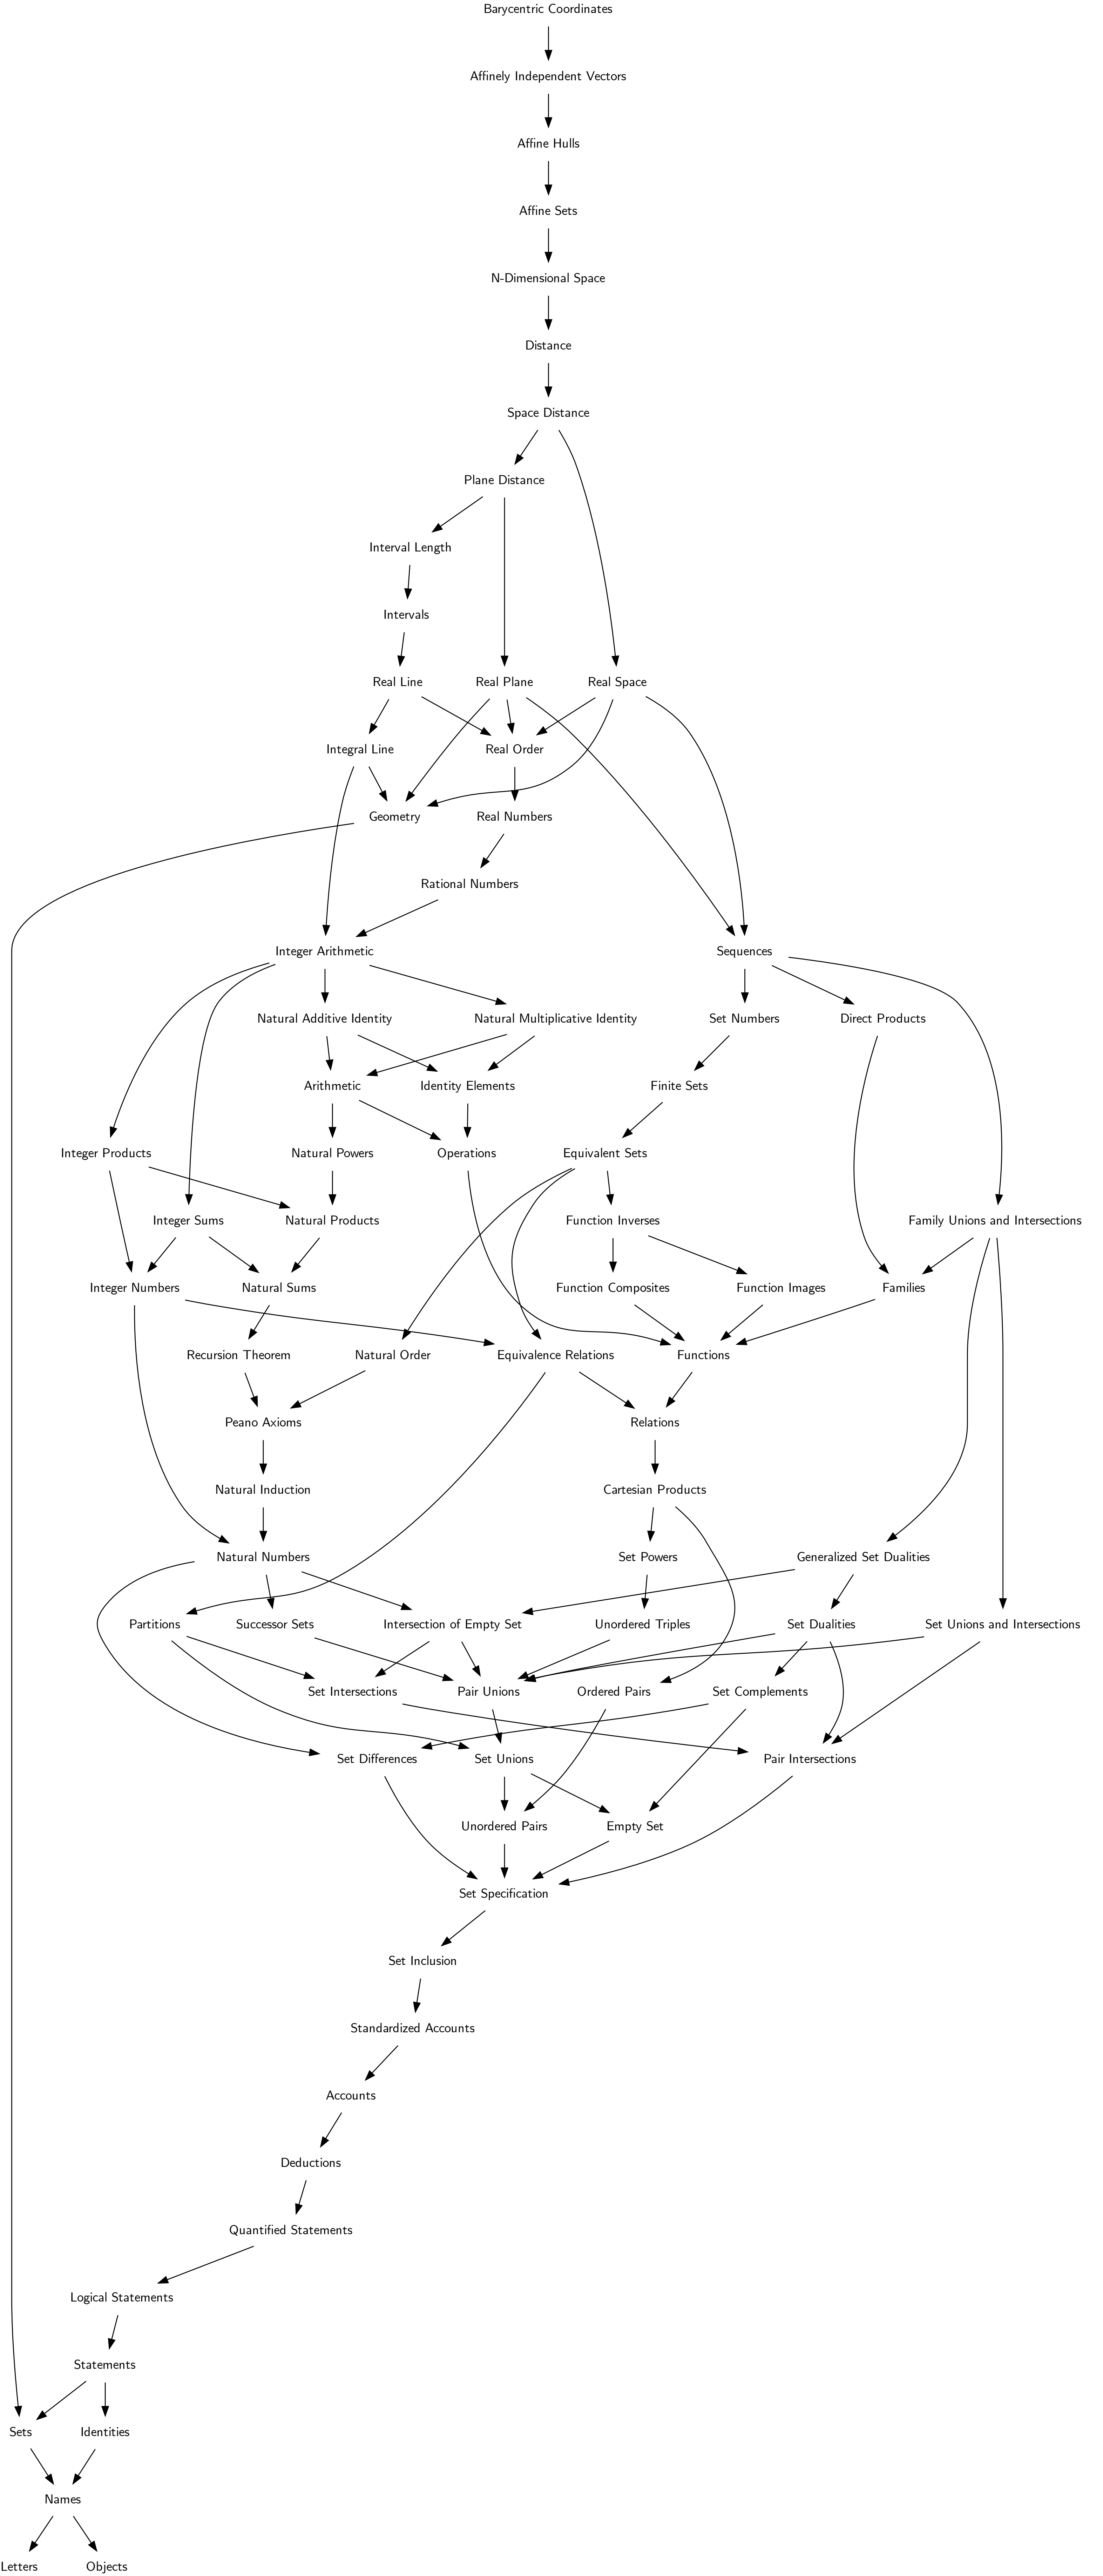 Barycentric Coordinates
Affinely Independent Vectors
Affine Hulls
Affine Sets
N-Dimensional Space
Distance
Space Distance
Plane Distance
Interval Length
Intervals
Real Line
Real Plane
Real Space
Integral Line
Real Order
Geometry
Real Numbers
Rational Numbers
Integer Arithmetic
Sequences
Natural Additive Identity
Natural Multiplicative Identity
Set Numbers
Direct Products
Arithmetic
Identity Elements
Finite Sets
Integer Products
Natural Powers
Operations
Equivalent Sets
Integer Sums
Natural Products
Function Inverses
Family Unions and Intersections
Integer Numbers
Natural Sums
Function Composites
Function Images
Families
Recursion Theorem
Natural Order
Equivalence Relations
Functions
Peano Axioms
Relations
Natural Induction
Cartesian Products
Natural Numbers
Set Powers
Generalized Set Dualities
Partitions
Successor Sets
Intersection of Empty Set
Unordered Triples
Set Dualities
Set Unions and Intersections
Set Intersections
Pair Unions
Ordered Pairs
Set Complements
Set Differences
Set Unions
Pair Intersections
Unordered Pairs
Empty Set
Set Specification
Set Inclusion
Standardized Accounts
Accounts
Deductions
Quantified Statements
Logical Statements
Statements
Sets
Identities
Names
Letters
Objects